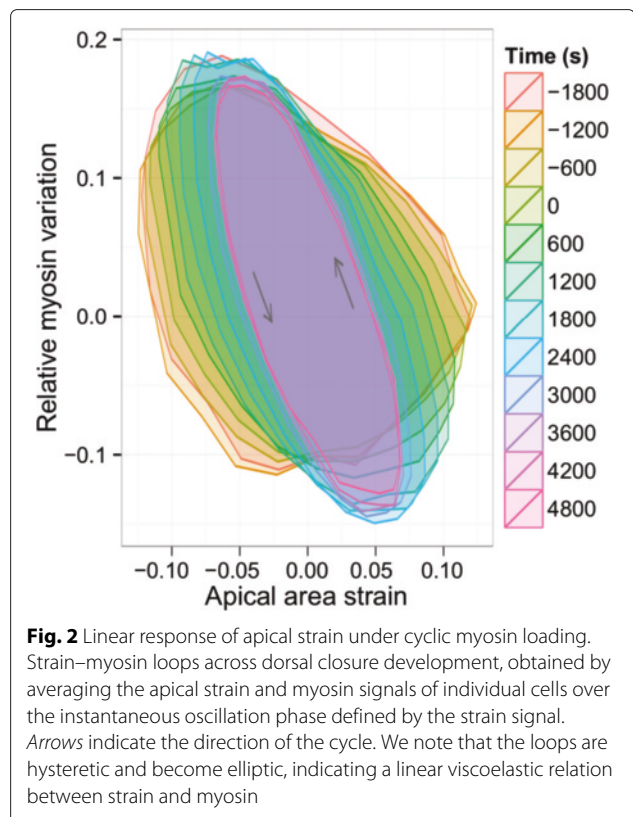 0.2
0.1
0.0
−0.1
Relative myosin variation
−0.10
−0.05
0.00
0.05
0.10
Apical area strain
Time (s)
−1800
−1200
−600
0
600
1200
1800
2400
3000
3600
4200
4800
Fig. 2 Linear response of apical strain under cyclic myosin loading.
Strain–myosin loops across dorsal closure development, obtained by
averaging the apical strain and myosin signals of individual cells over
the instantaneous oscillation phase defined by the strain signal.
Arrows indicate the direction of the cycle. We note that the loops are
hysteretic and become elliptic, indicating a linear viscoelastic relation
between strain and myosin